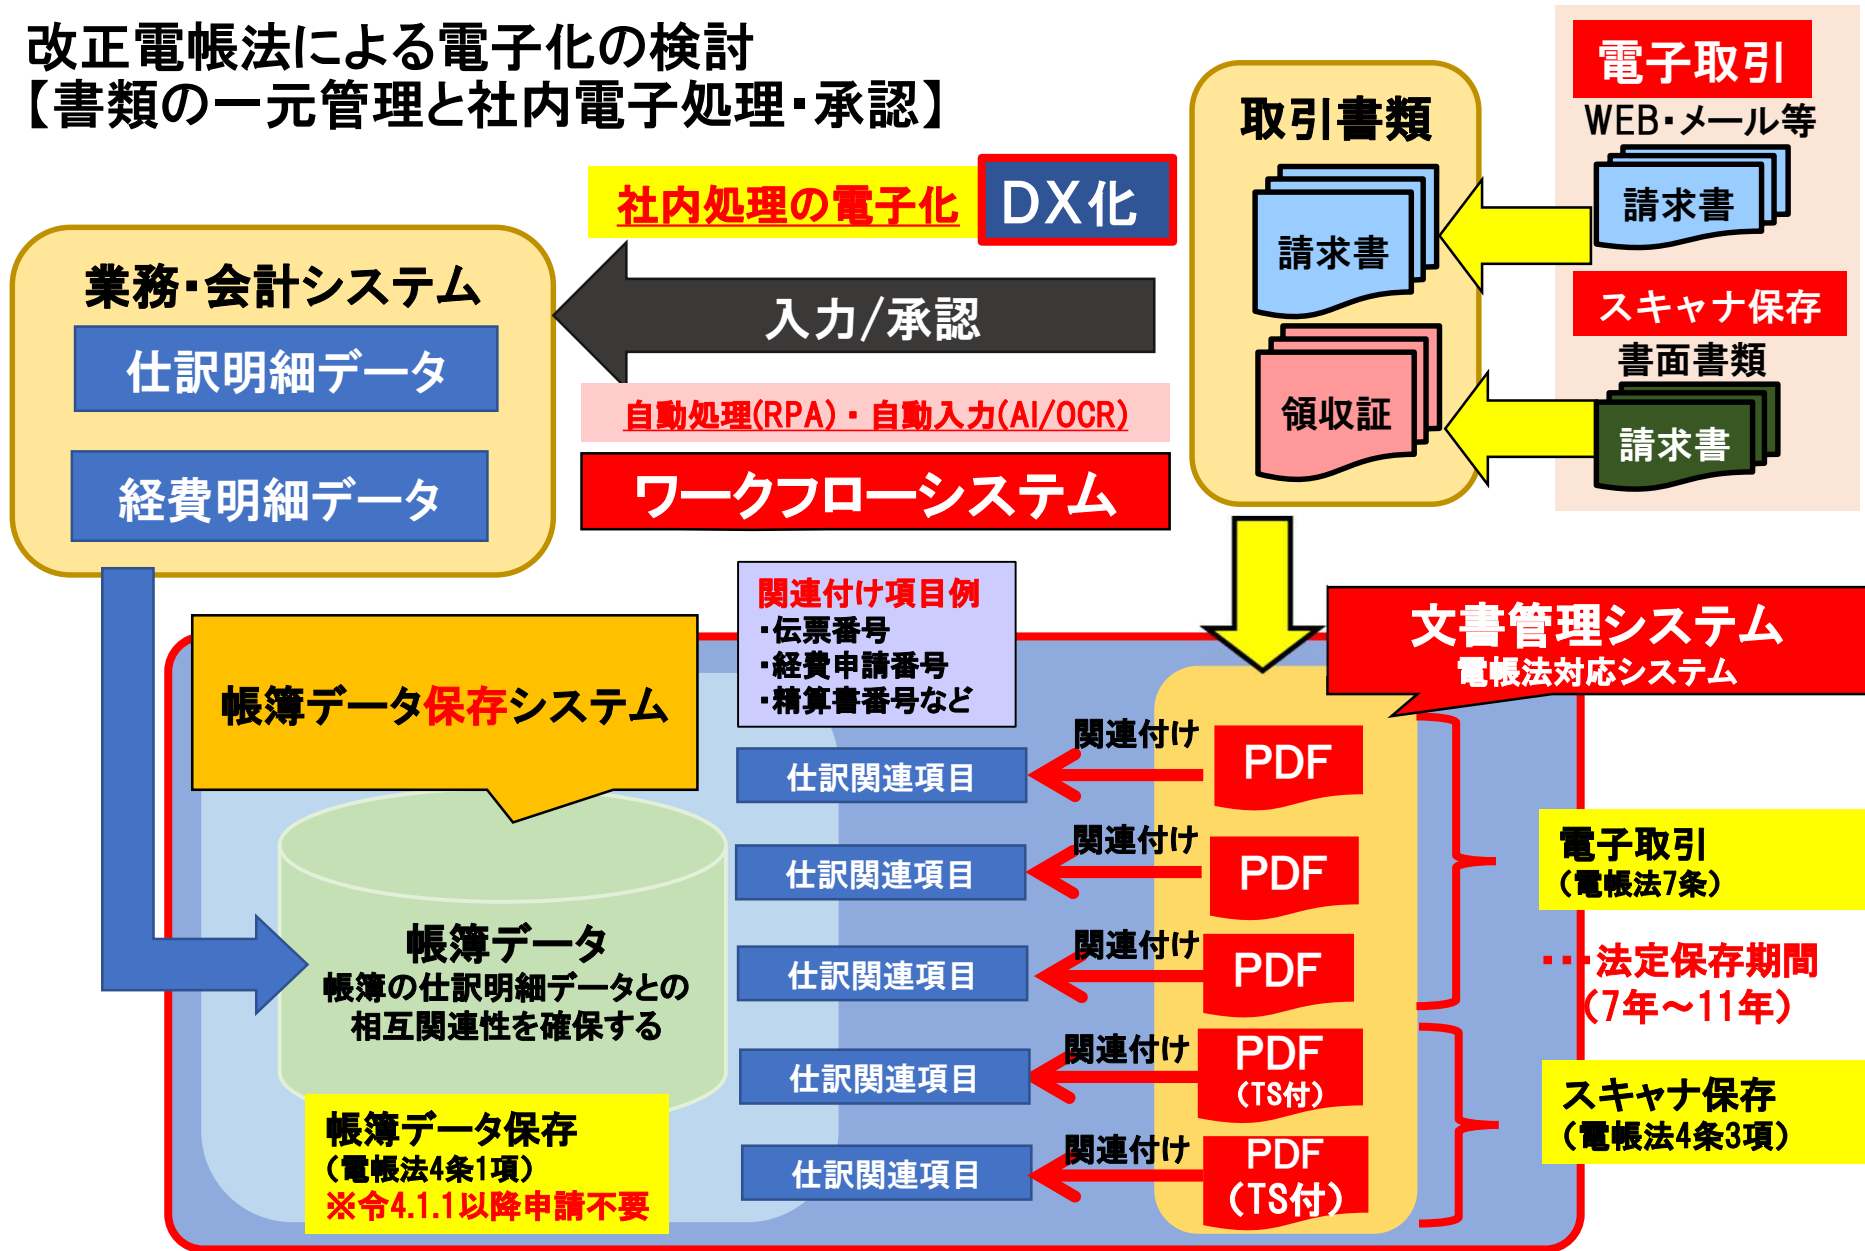 改正電帳法による電子化の検討
【書類の一元管理と社内電子処理・承認】
社内処理の電子化
DX化
入力/承認
自動処理(RPA)・自動入力(AI/OCR)
ワークフローシステム
業務・会計システム
仕訳明細データ
経費明細データ
取引書類
請求書
領収証
電子取引
WEB・メール等
請求書
スキャナ保存
書面書類
請求書
関連付け項目例
・伝票番号
・経費申請番号
・精算書番号など
文書管理システム
電帳法対応システム
帳簿データ保存システム
帳簿データ
帳簿の仕訳明細データとの
相互関連性を確保する
帳簿データ保存
(電帳法4条1項)
※令4.1.1以降申請不要
仕訳関連項目
関連付け
PDF
仕訳関連項目
関連付け
PDF
仕訳関連項目
関連付け
PDF
仕訳関連項目
関連付け
PDF
(TS付)
仕訳関連項目
関連付け
PDF
(TS付)
電子取引
(電帳法7条)
・・・法定保存期間
(7年~11年)
スキャナ保存
(電帳法4条3項)